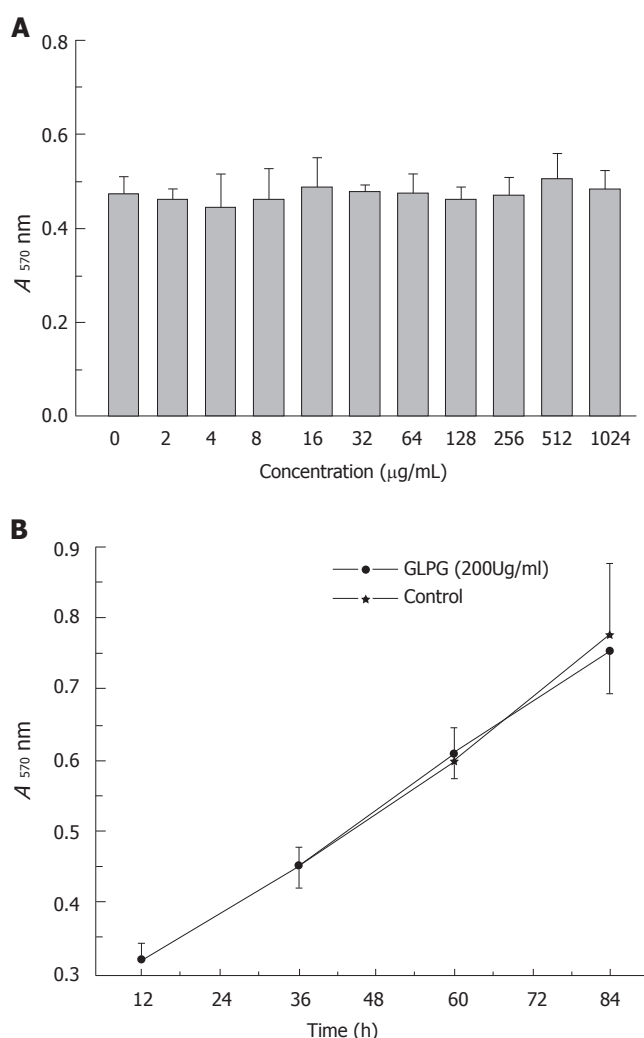 A
0.8
0.6
0.4
0.2
0.0
A 570 nm
0 2 4 8 16 32 64 128 256 512 1024
Concentration (μg/mL)
B
0.9
0.8
0.7
0.6
0.5
0.4
0.3
A 570 nm
GLPG (200Ug/ml)
Control
12 24 36 48 60 72 84
Time (h)